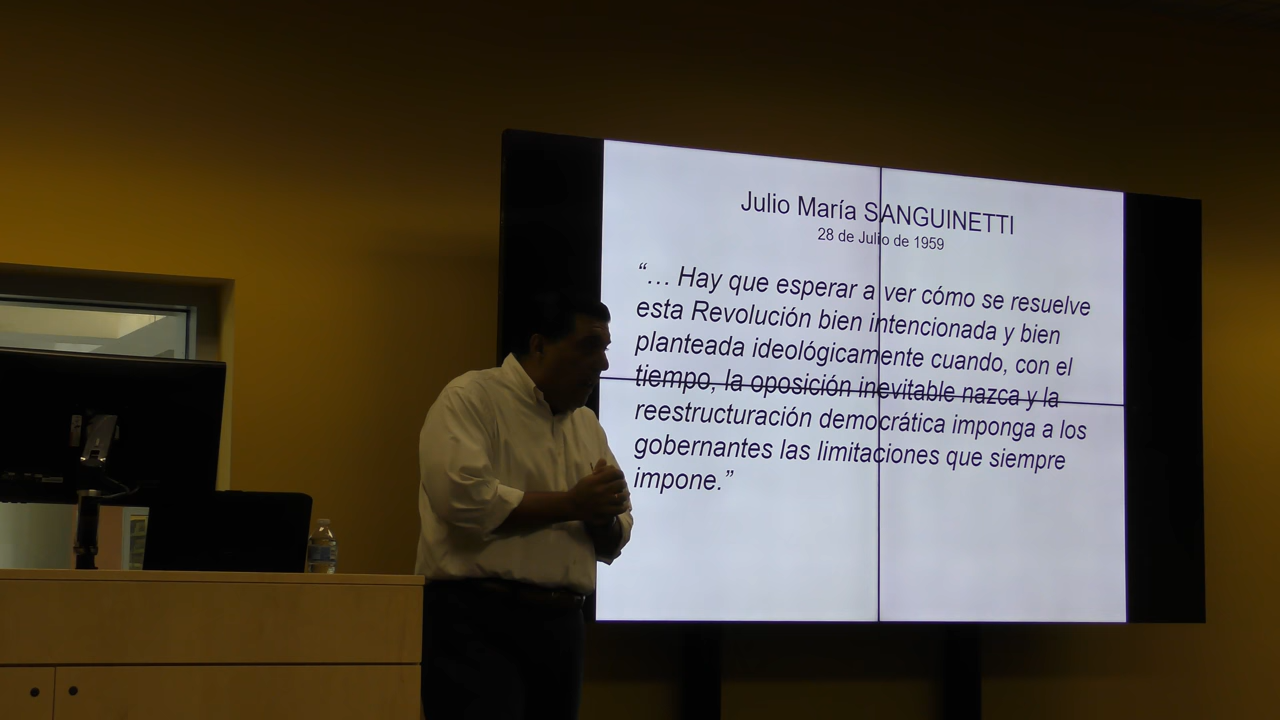 Julio María SANGUINETTI
28 de Julio de 1959
“… Hay que esperar a ver cómo se resuelve
esta Revolución bien intencionada y bien
planteada ideológicamente cuando, con el
tiempo, la oposición inevitable nazca y la
reestructuración democrática imponga a los
gobernantes las limitaciones que siempre
impone.”